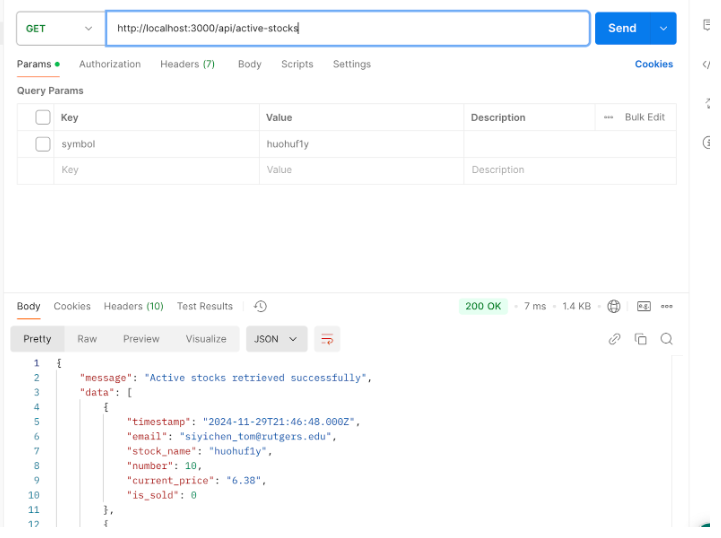 GET http://localhost:3000/api/active-stocks Send
Params Authorization Headers (7) Body Scripts Settings Cookies
Query Params
Key Value Description Bulk Edit
symbol huohuf1y
Key Value Description
Body Cookies Headers (10) Test Results 200 OK 7 ms 1.4 KB e.g.
Pretty Raw Preview Visualize JSON
1 {
2 "message": "Active stocks retrieved successfully",
3 "data": [
4 {
5 "timestamp": "2024-11-29T21:46:48.000Z",
6 "email": "siyichen_tom@rutgers.edu",
7 "stock_name": "huohuf1y",
8 "number": 10,
9 "current_price": "6.38",
10 "is_sold": 0
11 },
12 {